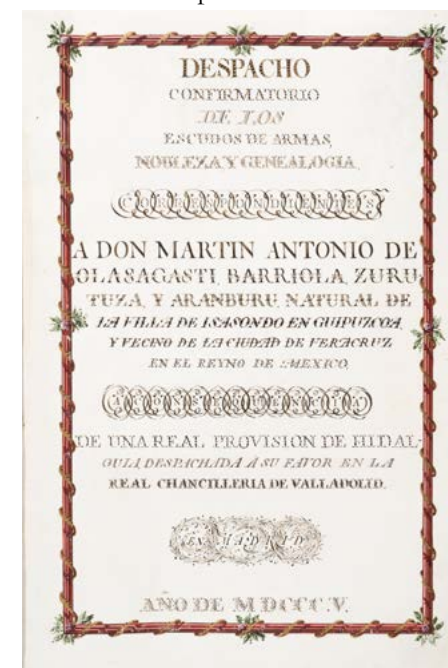 DESPACHO
CONFIRMATORIO
DE LOS
ESCUDOS DE ARMAS,
NOBLEZA Y GENEALOGIA,
CORRESPONDIENTES
A DON MARTIN ANTONIO DE
OLASAGASTI, BARRIOLA, ZURU-
TUZA, Y ARANBURU, NATURAL DE
LA VILLA DE ISASONDO EN GUIPUZCOA,
Y VECINO DE LA CIUDAD DE VERACRUZ
EN EL REYNO DE MEXICO,
DE UNA REAL PROVISION DE HIDAL-
GUIA, DESPACHADA Á SU FAVOR EN LA
REAL CHANCILLERIA DE VALLADOLID.
EN MADRID
AÑO DE M DCCC V.